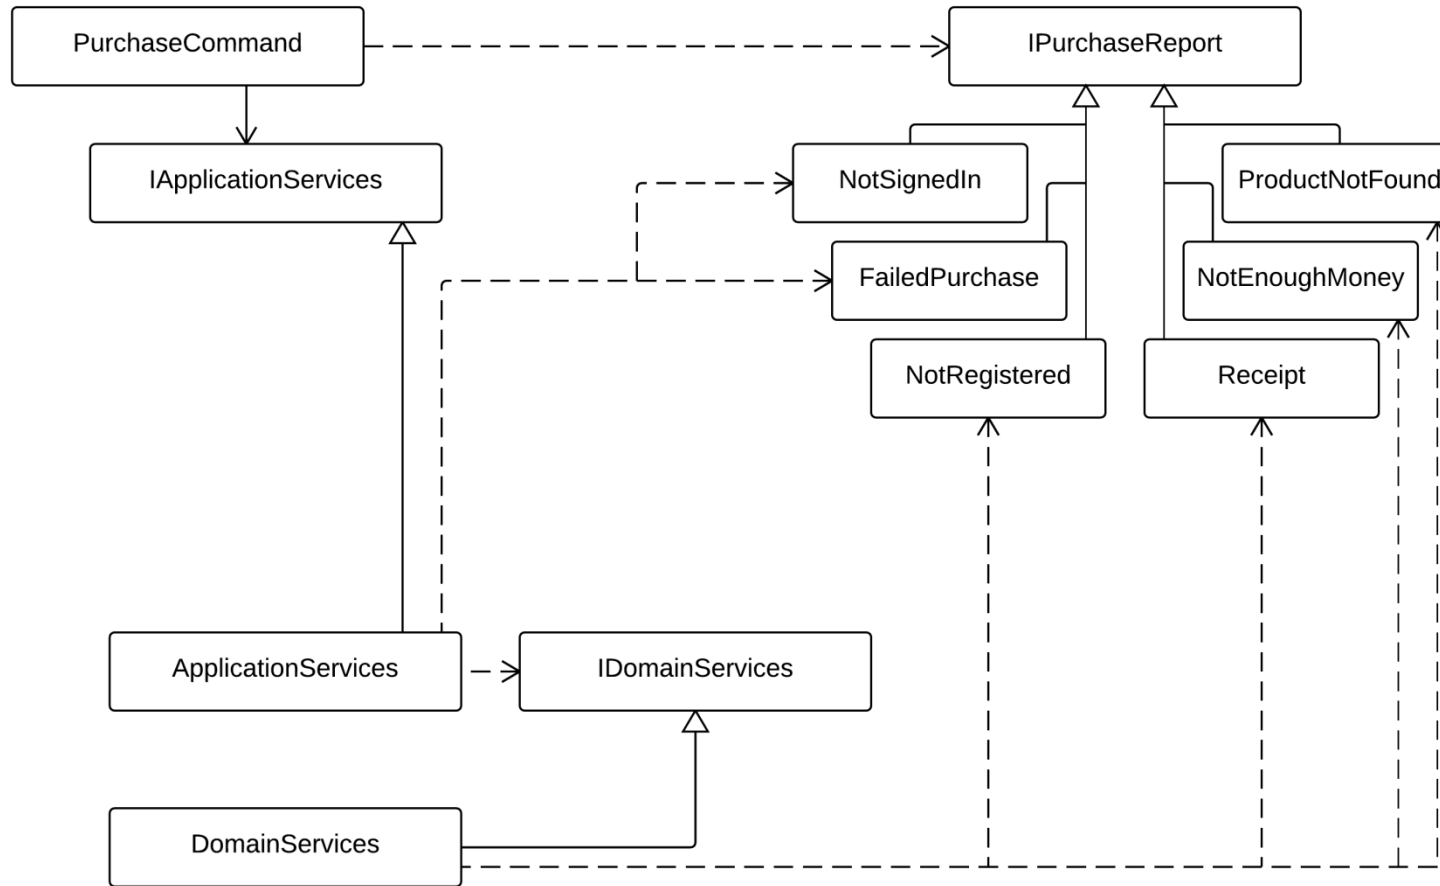 PurchaseCommand
IPurchaseReport
IApplicationServices
NotSignedIn
ProductNotFound
FailedPurchase
NotEnoughMoney
NotRegistered
Receipt
ApplicationServices
IDomainServices
DomainServices